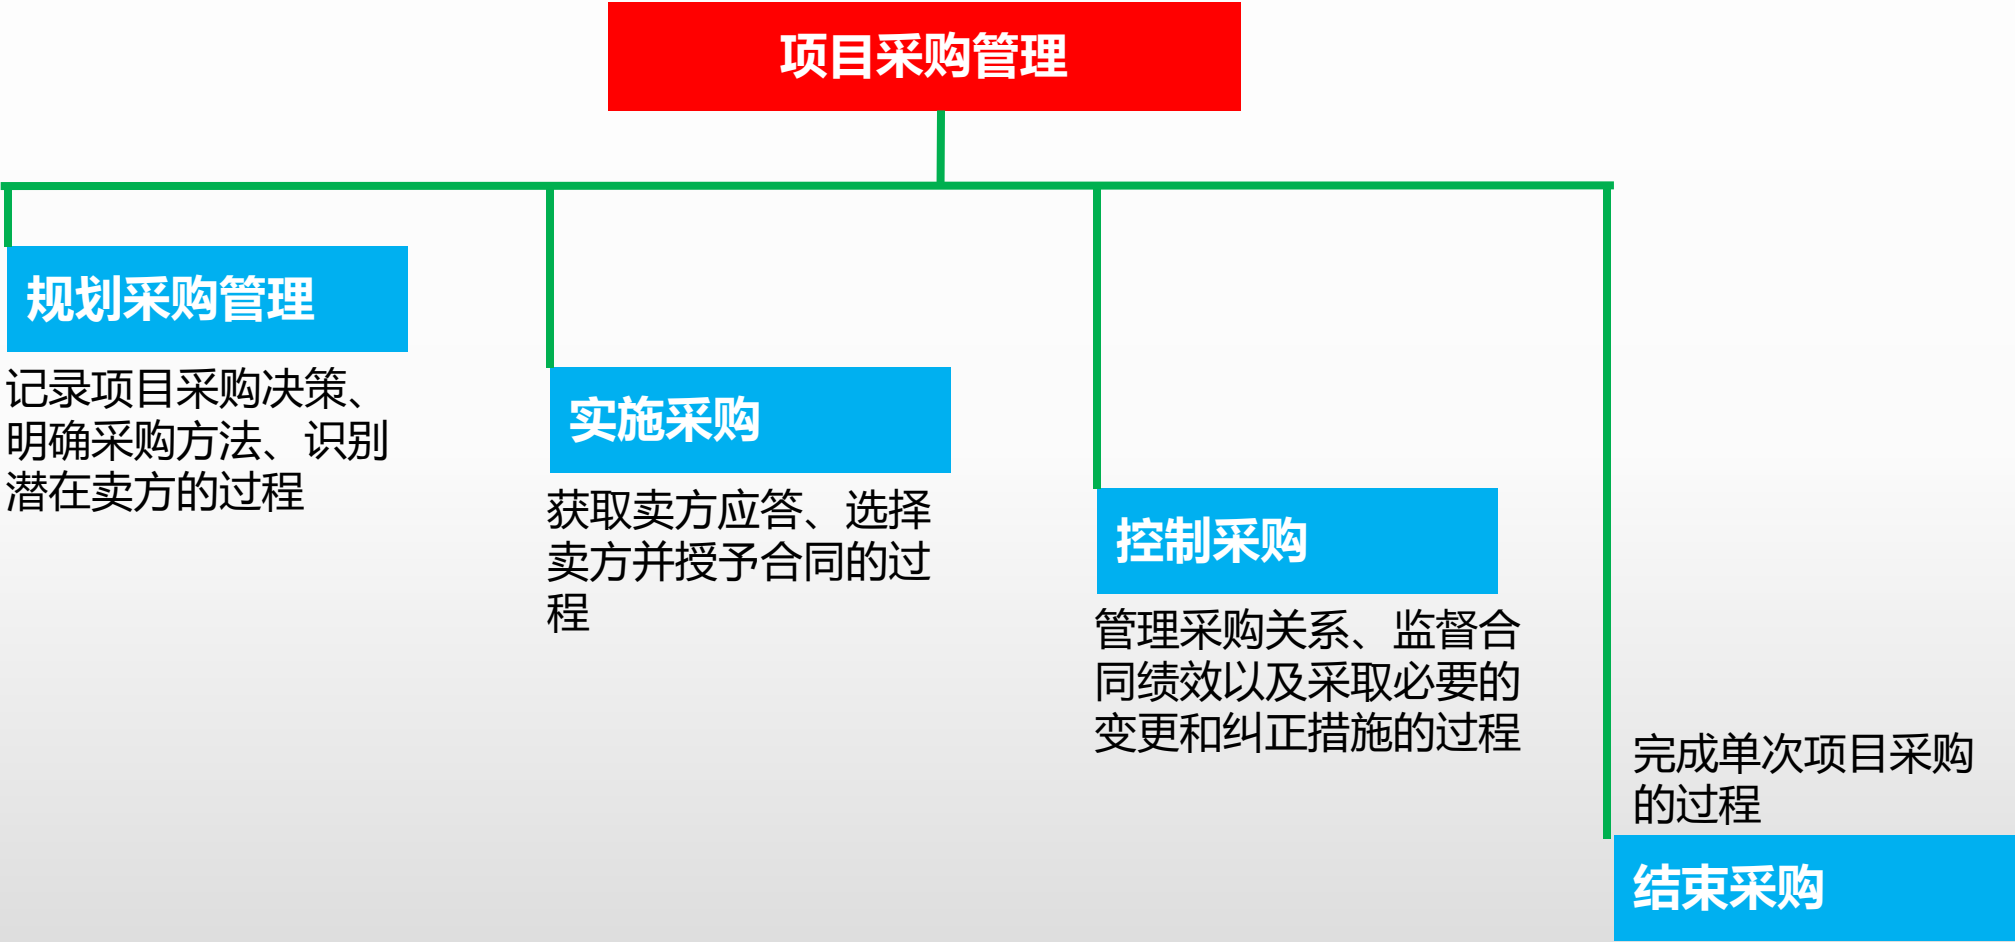 项目采购管理
规划采购管理
记录项目采购决策、
明确采购方法、识别
潜在卖方的过程
实施采购
获取卖方应答、选择
卖方并授予合同的过
程
控制采购
管理采购关系、监督合
同绩效以及采取必要的
变更和纠正措施的过程
完成单次项目采购
的过程
结束采购